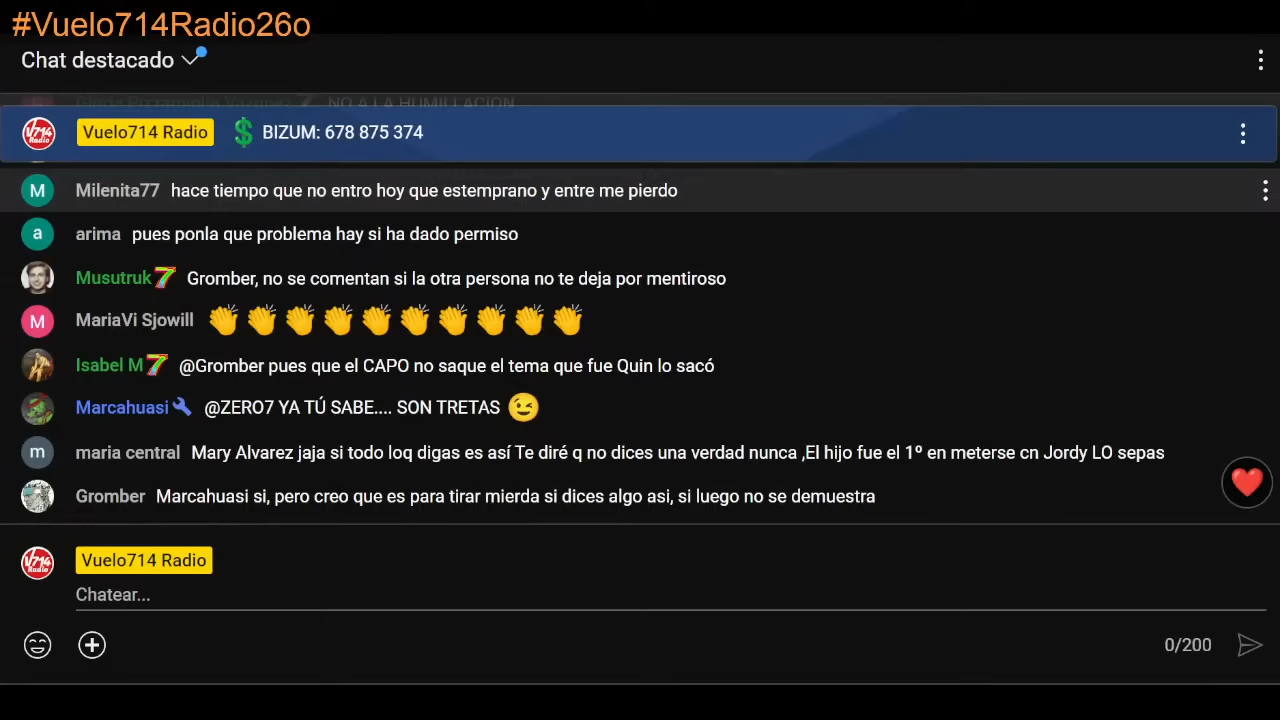 #Vuelo714Radio26o
Chat destacado
NO A LA HUMILLACION
Vuelo714 Radio BIZUM: 678 875 374
M Milenita77 hace tiempo que no entro hoy que estemprano y entre me pierdo
a arima pues ponla que problema hay si ha dado permiso
Musutruk Gromber, no se comentan si la otra persona no te deja por mentiroso
M MariaVi Sjowill 👏👏👏👏👏👏👏👏👏👏
Isabel M @Gromber pues que el CAPO no saque el tema que fue Quin lo sacó
Marcahuasi @ZERO7 YA TÚ SABE.... SON TRETAS 😉
m maria central Mary Alvarez jaja si todo loq digas es así Te diré q no dices una verdad nunca ,El hijo fue el 1º en meterse cn Jordy LO sepas
Gromber Marcahuasi si, pero creo que es para tirar mierda si dices algo asi, si luego no se demuestra
Vuelo714 Radio
Chatear...
0/200